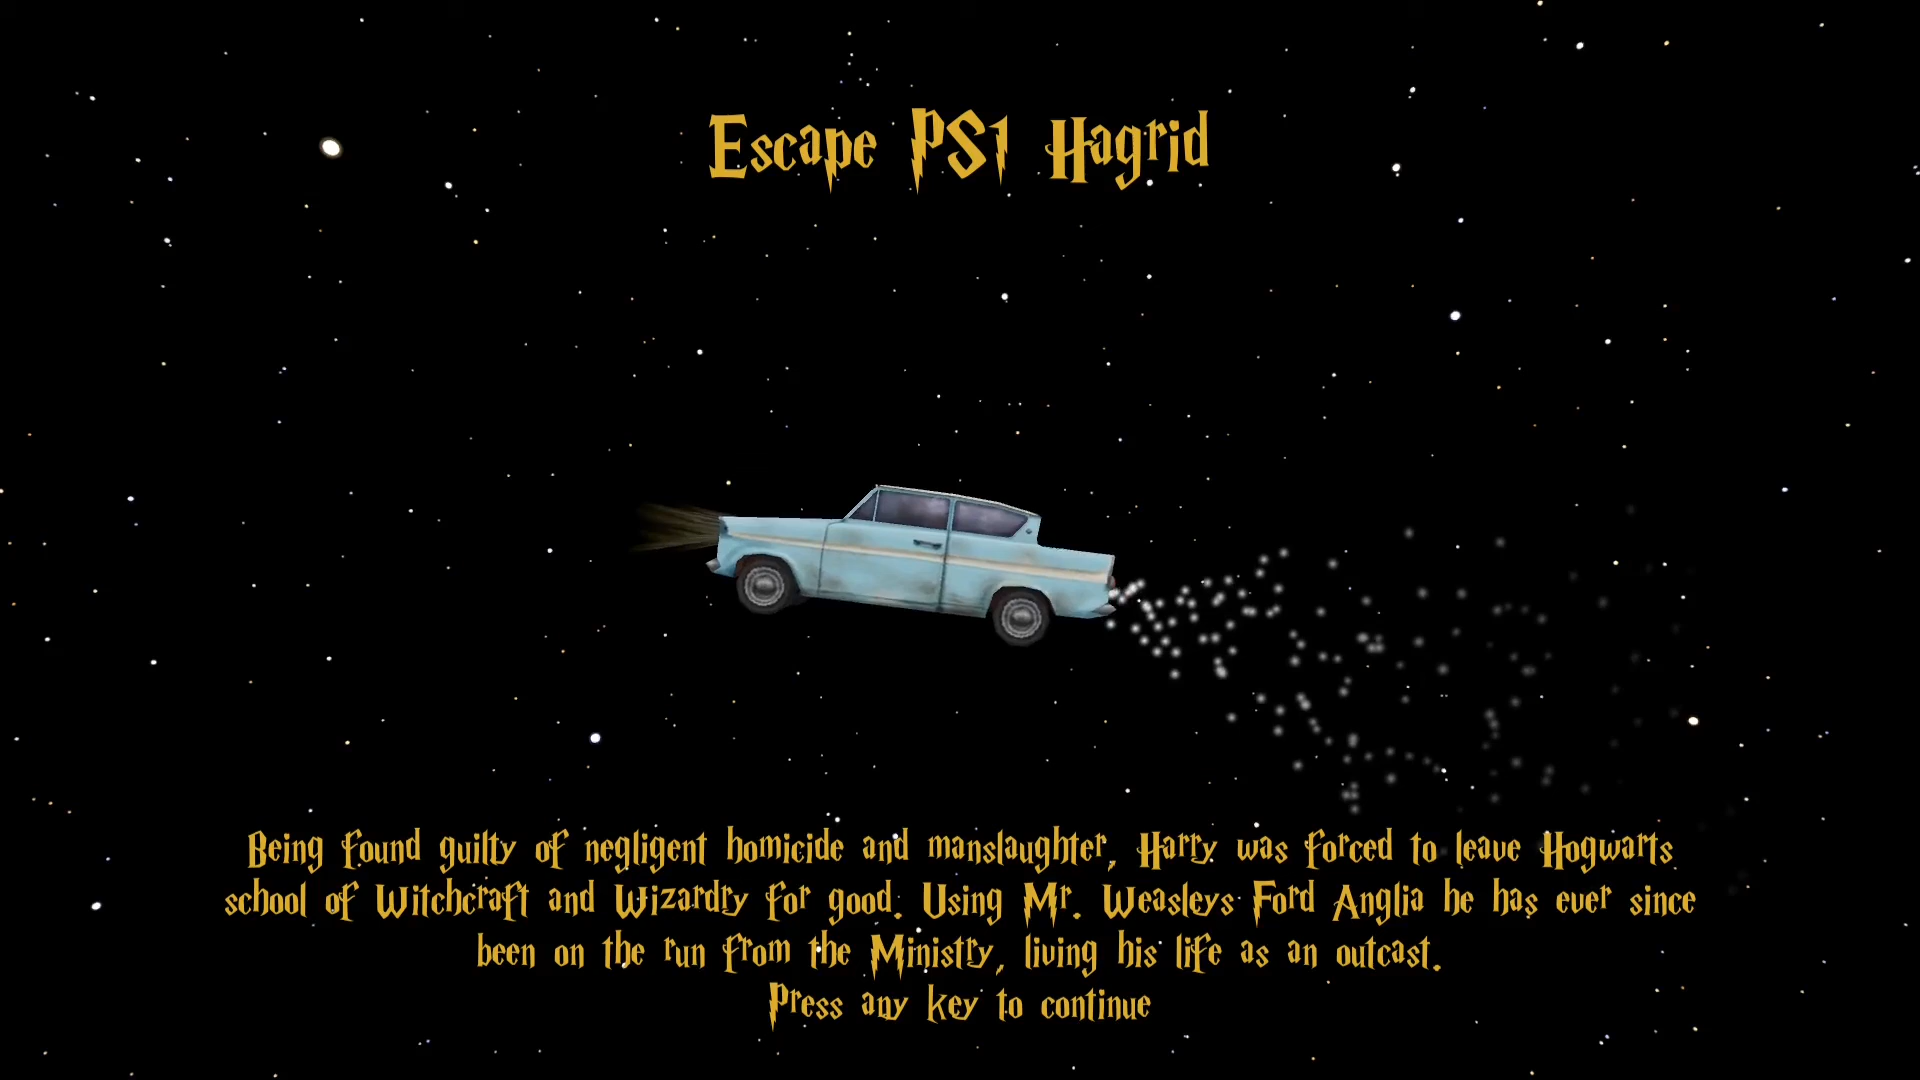 Escape PS1 Hagrid
Being found guilty of negligent homicide and manslaughter, Harry was forced to leave Hogwarts
school of Witchcraft and Wizardry for good. Using Mr. Weasleys Ford Anglia he has ever since
been on the run from the Ministry, living his life as an outcast.
Press any key to continue